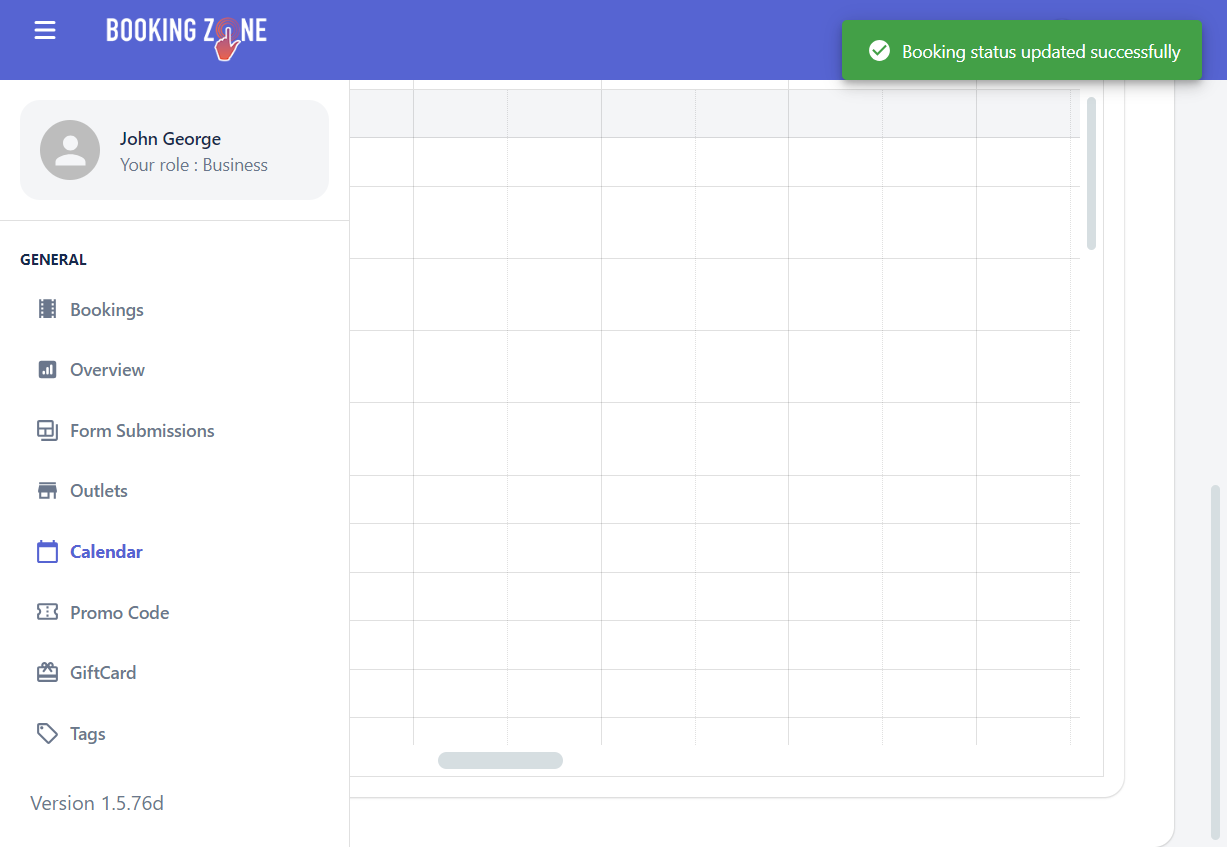 BOOKING ZONE
Booking status updated successfully
John George
Your role : Business
GENERAL
Bookings
Overview
Form Submissions
Outlets
Calendar
Promo Code
GiftCard
Tags
Version 1.5.76d